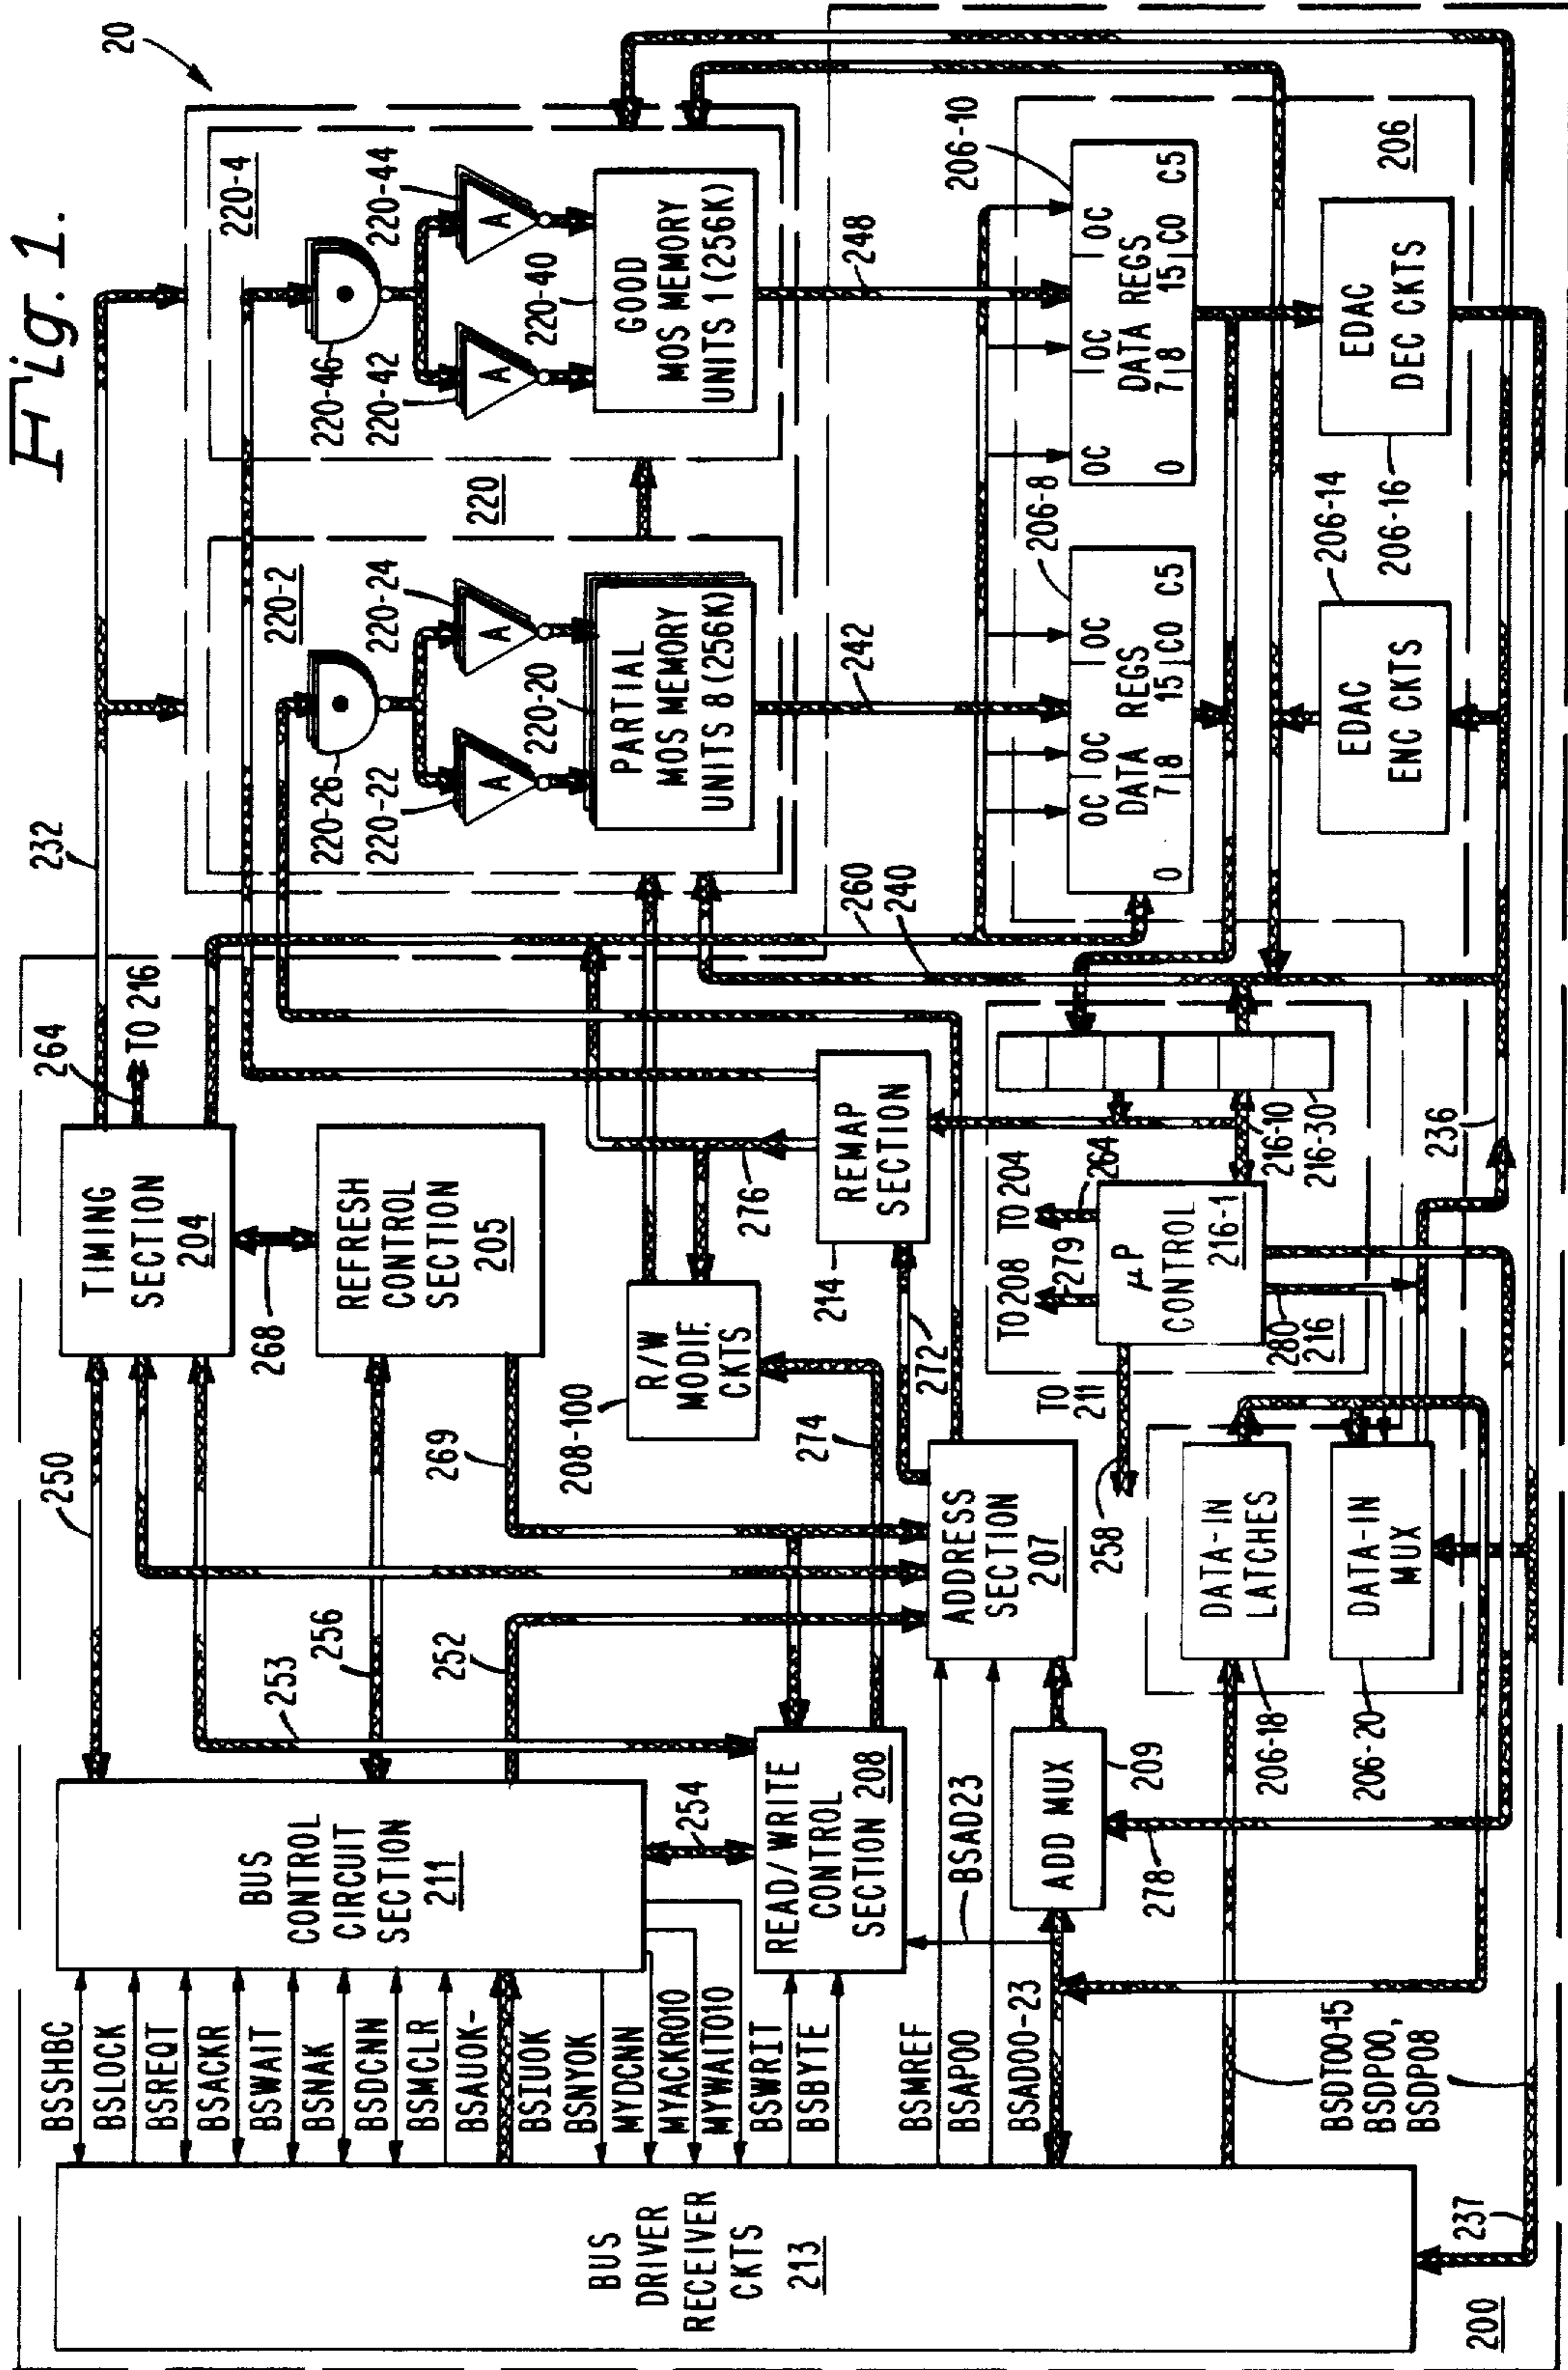 Fig. 1.
20
232
264
TO 216
250
TIMING
SECTION
204
268
REFRESH
CONTROL
SECTION
205
253
256
269
252
BUS
CONTROL
CIRCUIT
SECTION
211
BSSHBC
BSLOCK
BSREQT
BSACKR
BSWAIT
BSNAK
BSDCNN
BSMCLR
BSAUOK-
BSIUOK
BSNYOK
MYDCNN
MYACKR010
MYWAIT010
BSWRIT
BSBYTE
BSMREF
BSAP00
BSAD00-23
BSDT00-15
BSDP00,
BSDP08
BUS
DRIVER
RECEIVER
CKTS
213
254
READ/WRITE
CONTROL
SECTION 208
BSAD23
ADD MUX
209
278
237
200
208-100
R/W
MODIF.
CKTS
274
276
REMAP
SECTION
214
272
ADDRESS
SECTION
207
258
TO
211
TO 208
279
TO 204
264
μP
CONTROL
216-1
280
216
216-10
216-30
236
DATA-IN
LATCHES
206-18
DATA-IN
MUX
206-20
220-4
220-46
220-42
220-44
A
A
220-40
GOOD
MOS MEMORY
UNITS 1 (256K)
220
220-2
220-26
220-22
220-24
A
A
220-20
PARTIAL
MOS MEMORY
UNITS 8 (256K)
248
242
260
240
206-10
OC OC OC
DATA REGS
0 7 8 15 C0 C5
206-8
OC OC OC
DATA REGS
0 7 8 15 C0 C5
206
EDAC
DEC CKTS
206-16
EDAC
ENC CKTS
206-14